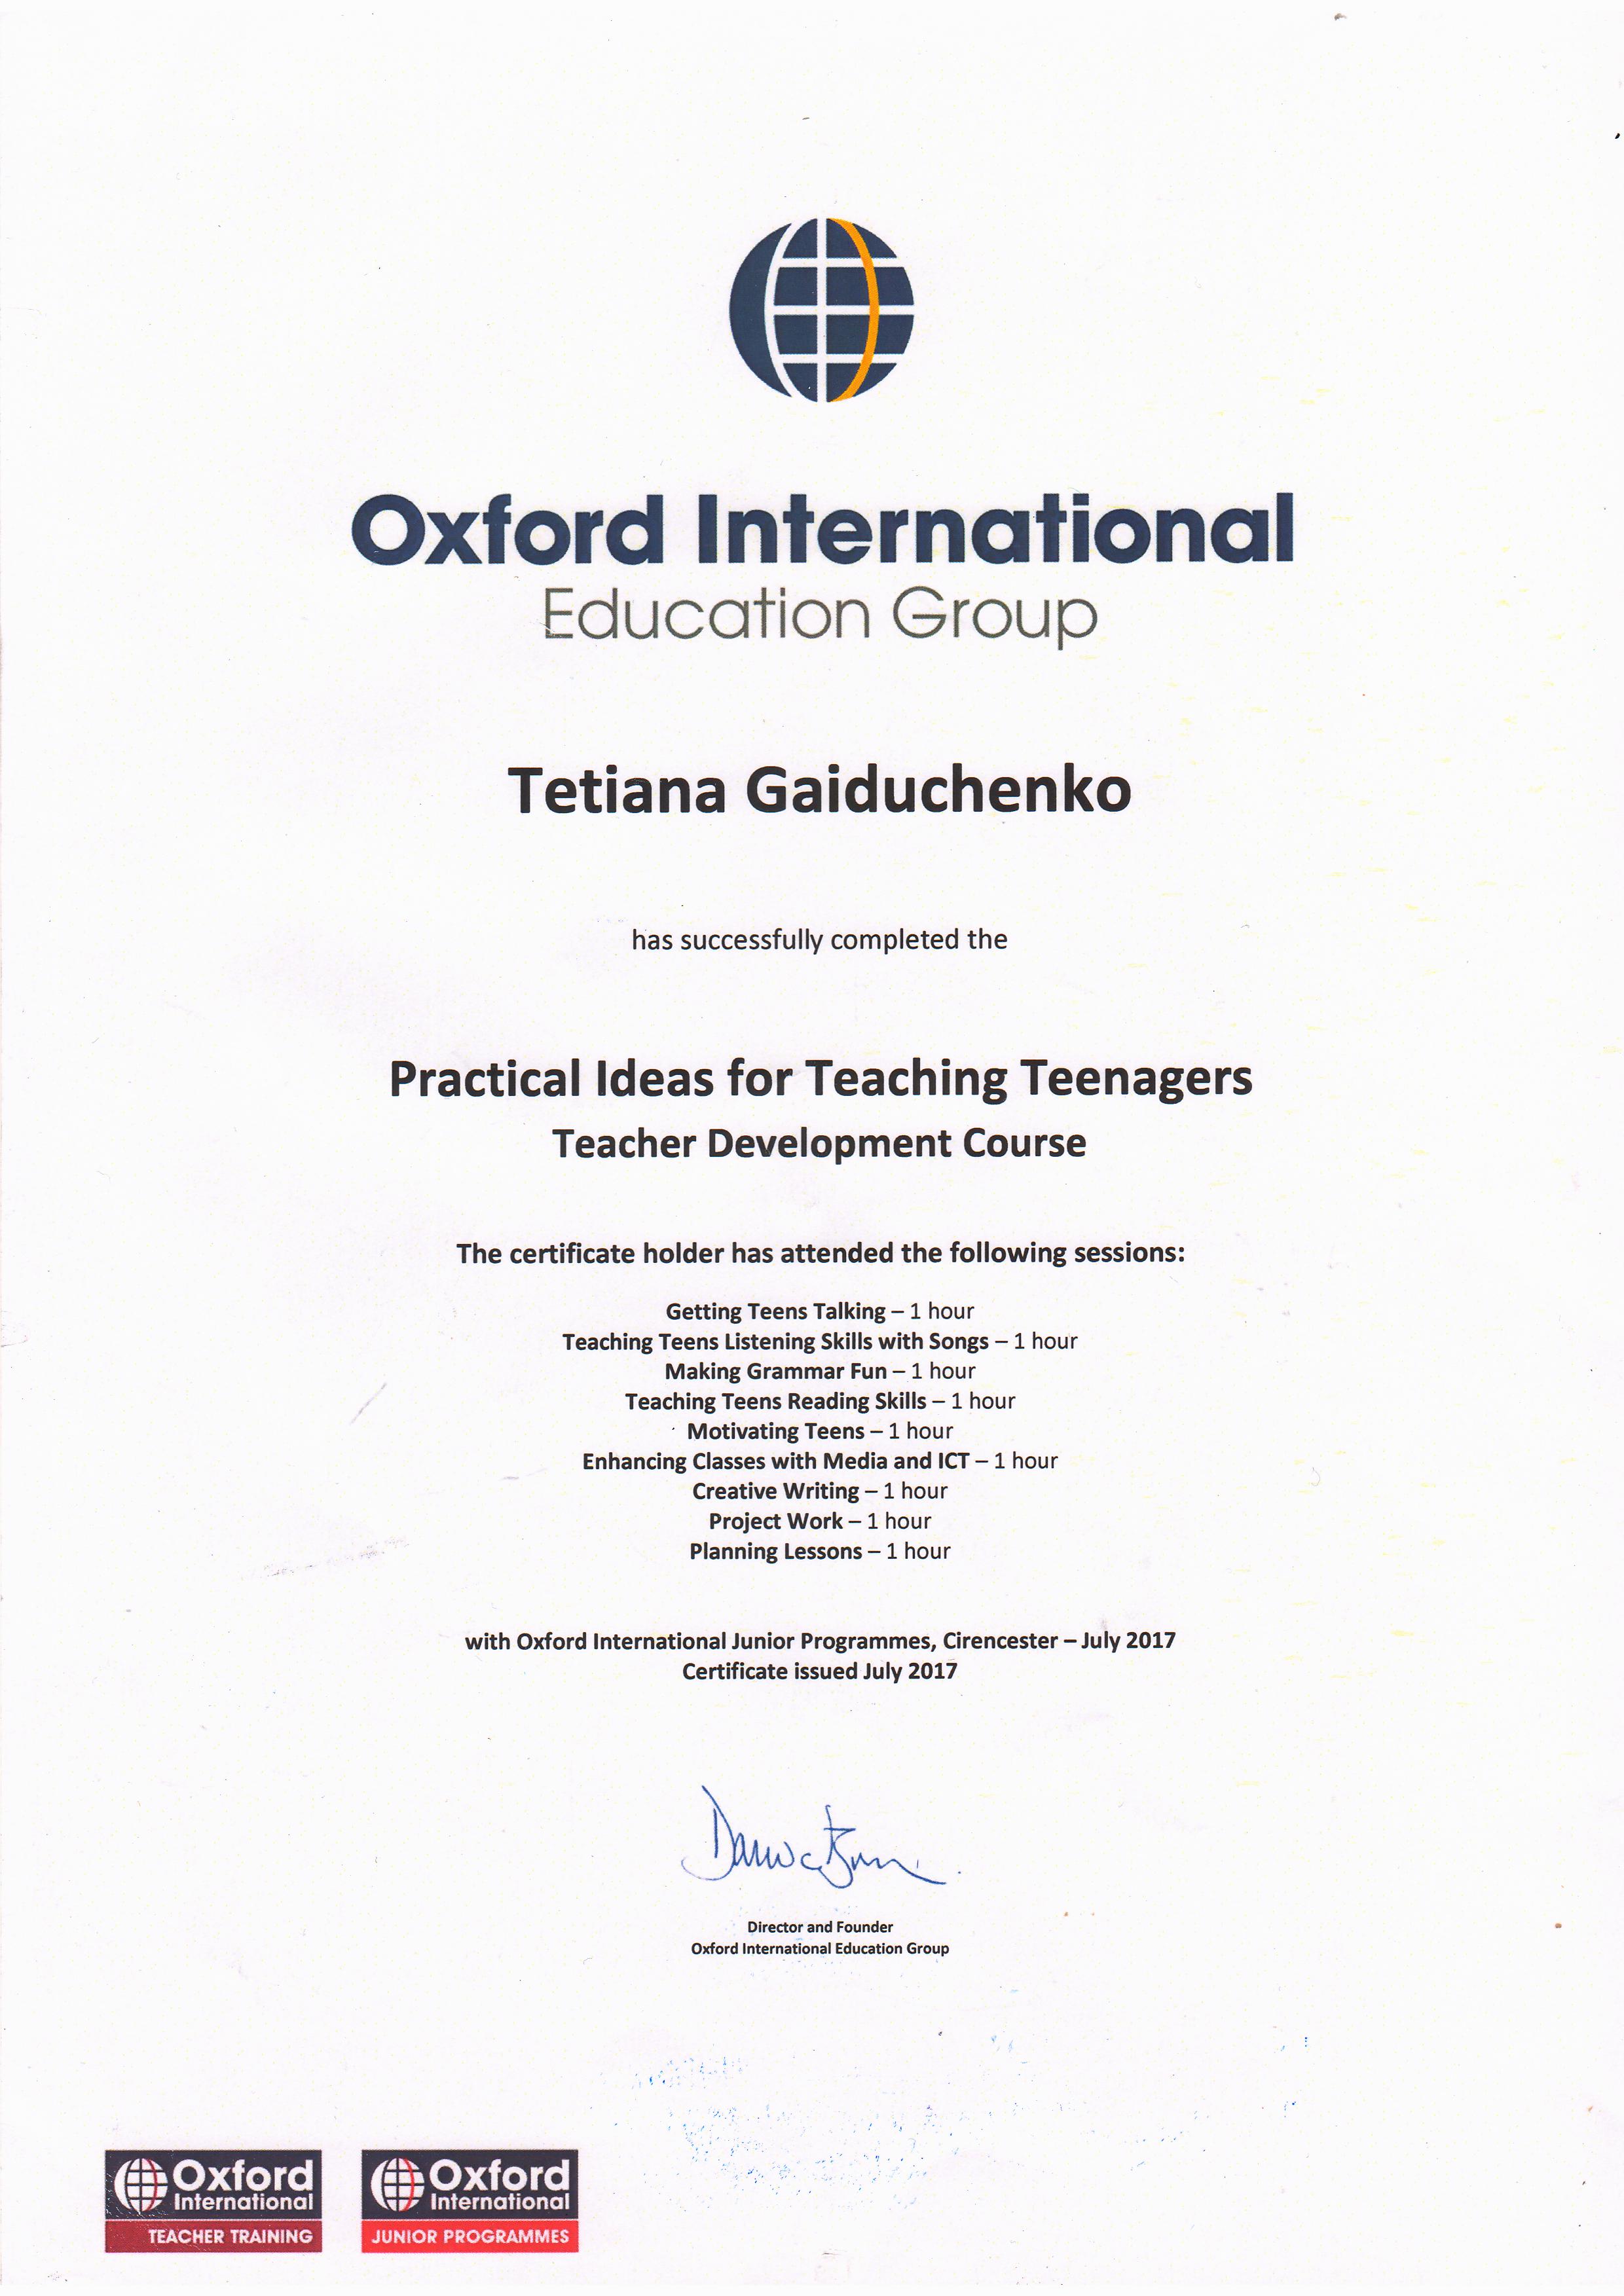 Oxford International
Education Group
Tetiana Gaiduchenko
has successfully completed the
Practical Ideas for Teaching Teenagers
Teacher Development Course
The certificate holder has attended the following sessions:
Getting Teens Talking – 1 hour
Teaching Teens Listening Skills with Songs – 1 hour
Making Grammar Fun – 1 hour
Teaching Teens Reading Skills – 1 hour
Motivating Teens – 1 hour
Enhancing Classes with Media and ICT – 1 hour
Creative Writing – 1 hour
Project Work – 1 hour
Planning Lessons – 1 hour
with Oxford International Junior Programmes, Cirencester – July 2017
Certificate issued July 2017
Director and Founder
Oxford International Education Group
Oxford
International
TEACHER TRAINING
Oxford
International
JUNIOR PROGRAMMES